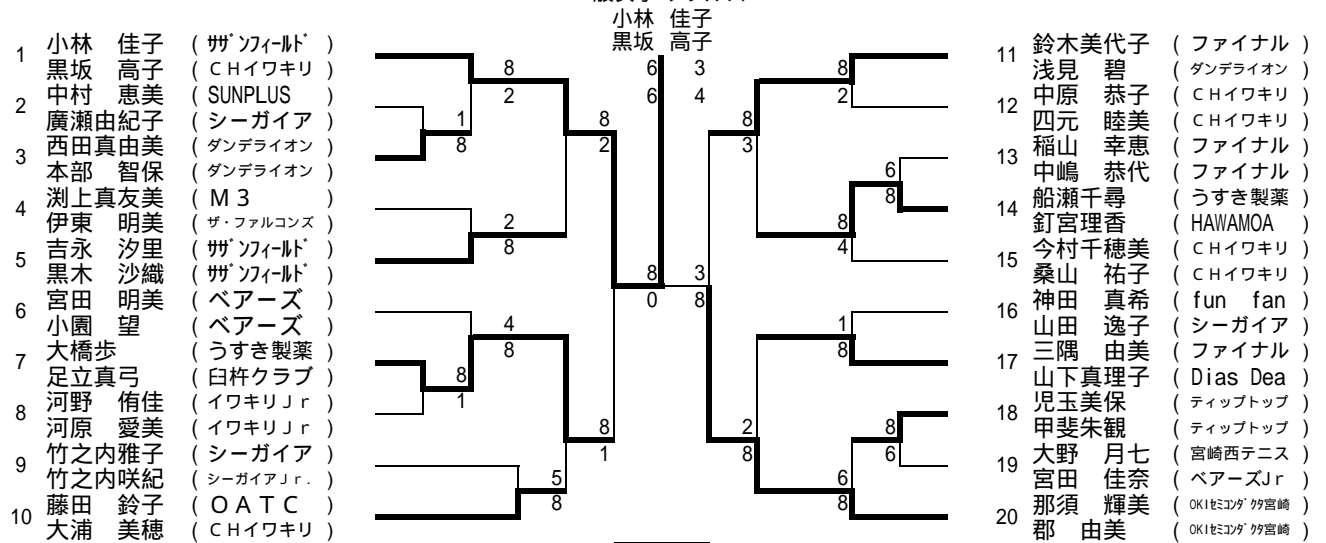 小林 佳子
黒坂 高子
6 3
6 4
1 小林 佳子 ( ｻｻﾞﾝﾌｨｰﾙﾄﾞ )
黒坂 高子 ( ＣＨイワキリ )
2 中村 恵美 ( SUNPLUS )
廣瀬由紀子 ( シーガイア )
3 西田真由美 ( ダンデライオン )
本部 智保 ( ダンデライオン )
4 渕上真友美 ( Ｍ３ )
伊東 明美 ( ザ・ファルコンズ )
5 吉永 汐里 ( ｻｻﾞﾝﾌｨｰﾙﾄﾞ )
黒木 沙織 ( ｻｻﾞﾝﾌｨｰﾙﾄﾞ )
6 宮田 明美 ( ベアーズ )
小園 望 ( ベアーズ )
7 大橋歩 ( うすき製薬 )
足立真弓 ( 臼杵クラブ )
8 河野 侑佳 ( イワキリＪｒ )
河原 愛美 ( イワキリＪｒ )
9 竹之内雅子 ( シーガイア )
竹之内咲紀 ( シーガイアＪｒ. )
10 藤田 鈴子 ( ＯＡＴＣ )
大浦 美穂 ( ＣＨイワキリ )
8
2
1
8
8
2
2
8
8
0
4
8
8
1
8
1
5
8
11 鈴木美代子 ( ファイナル )
浅見 碧 ( ダンデライオン )
12 中原 恭子 ( ＣＨイワキリ )
四元 睦美 ( ＣＨイワキリ )
13 稲山 幸恵 ( ファイナル )
中嶋 恭代 ( ファイナル )
14 船瀬千尋 ( うすき製薬 )
釘宮理香 ( HAWAMOA )
15 今村千穂美 ( ＣＨイワキリ )
桑山 祐子 ( ＣＨイワキリ )
16 神田 真希 ( fun fan )
山田 逸子 ( シーガイア )
17 三隅 由美 ( ファイナル )
山下真理子 ( Dias Dea )
18 児玉美保 ( ティップトップ )
甲斐朱観 ( ティップトップ )
19 大野 月七 ( 宮崎西テニス )
宮田 佳奈 ( ベアーズJr )
20 那須 輝美 ( OKIｾﾐｺﾝﾀﾞｸﾀ宮崎 )
郡 由美 ( OKIｾﾐｺﾝﾀﾞｸﾀ宮崎 )
8
2
8
3
6
8
8
4
3
8
1
8
2
8
8
6
6
8